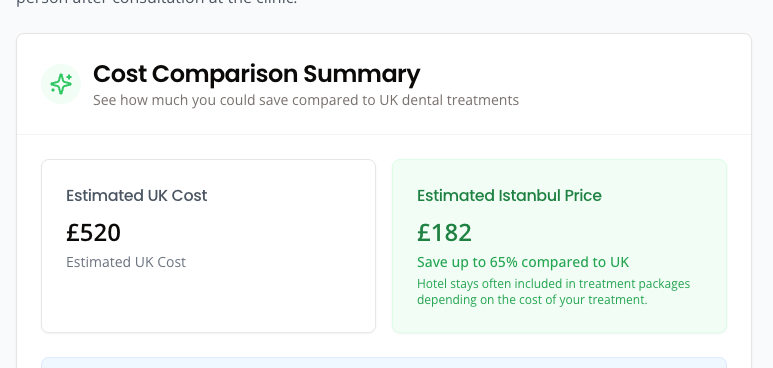 person after consultation at the clinic.
Cost Comparison Summary
See how much you could save compared to UK dental treatments
Estimated UK Cost
£520
Estimated UK Cost
Estimated Istanbul Price
£182
Save up to 65% compared to UK
Hotel stays often included in treatment packages
depending on the cost of your treatment.